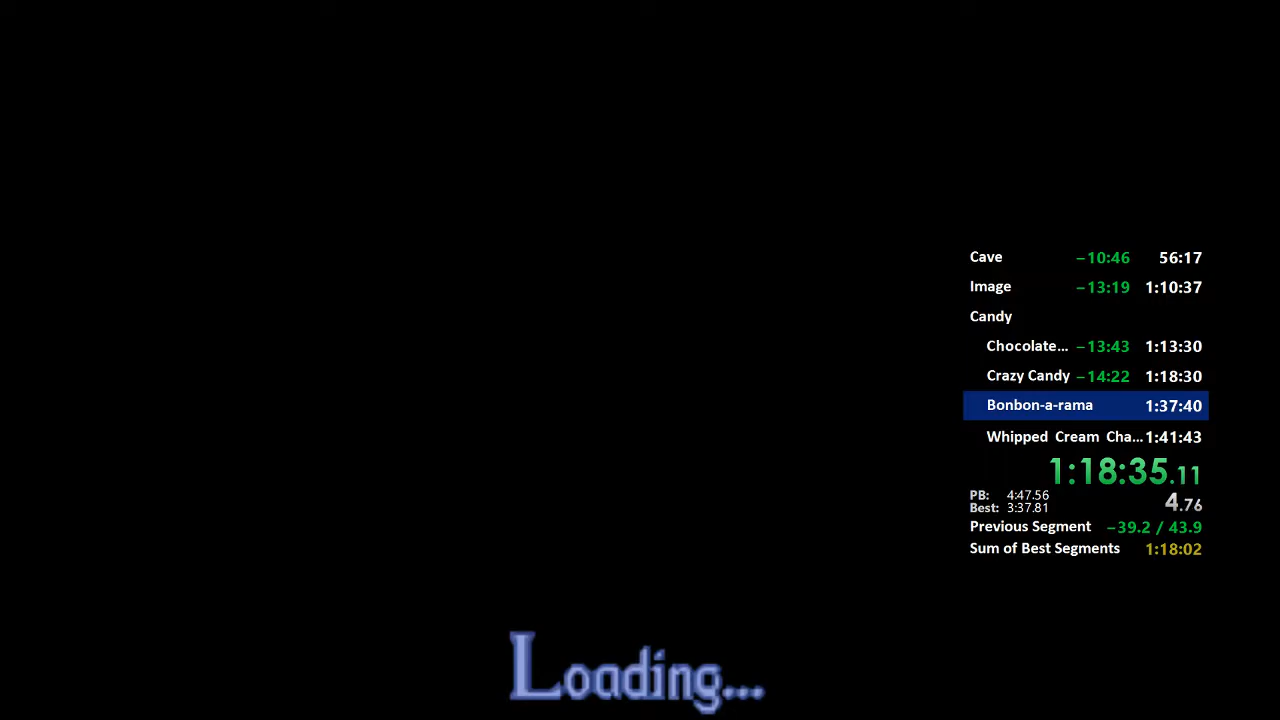 Cave −10:46 56:17
Image −13:19 1:10:37
Candy
Chocolate... −13:43 1:13:30
Crazy Candy −14:22 1:18:30
Bonbon-a-rama 1:37:40
Whipped Cream Cha... 1:41:43
1:18:35.11
PB: 4:47.56 4.76
Best: 3:37.81
Previous Segment −39.2 / 43.9
Sum of Best Segments 1:18:02
Loading...